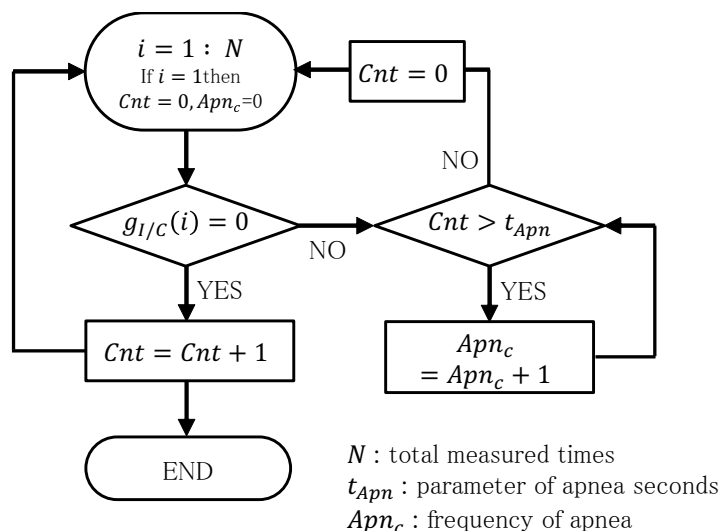 i = 1 : N
If i = 1then
Cnt = 0, Apn_c=0
Cnt = 0
NO
g_{I/C}(i) = 0
NO
Cnt > t_{Apn}
YES
YES
Cnt = Cnt + 1
Apn_c
= Apn_c + 1
END
N : total measured times
t_{Apn} : parameter of apnea seconds
Apn_c : frequency of apnea